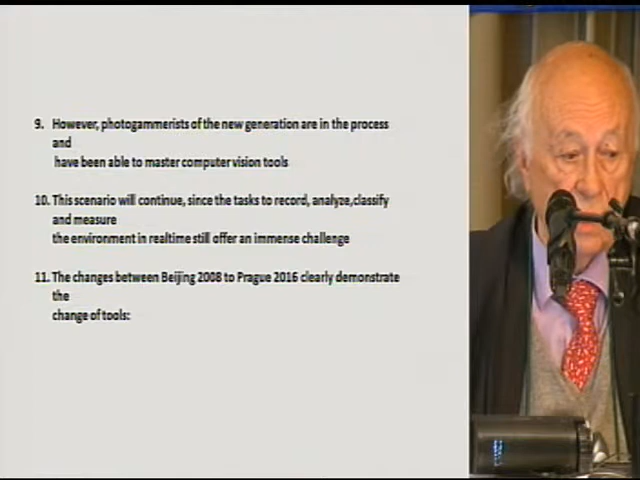 9. However, photogammerists of the new generation are in the process
and
have been able to master computer vision tools
10. This scenario will continue, since the tasks to record, analyze,classify
and measure
the environment in realtime still offer an immense challenge
11. The changes between Beijing 2008 to Prague 2016 clearly demonstrate
the
change of tools: